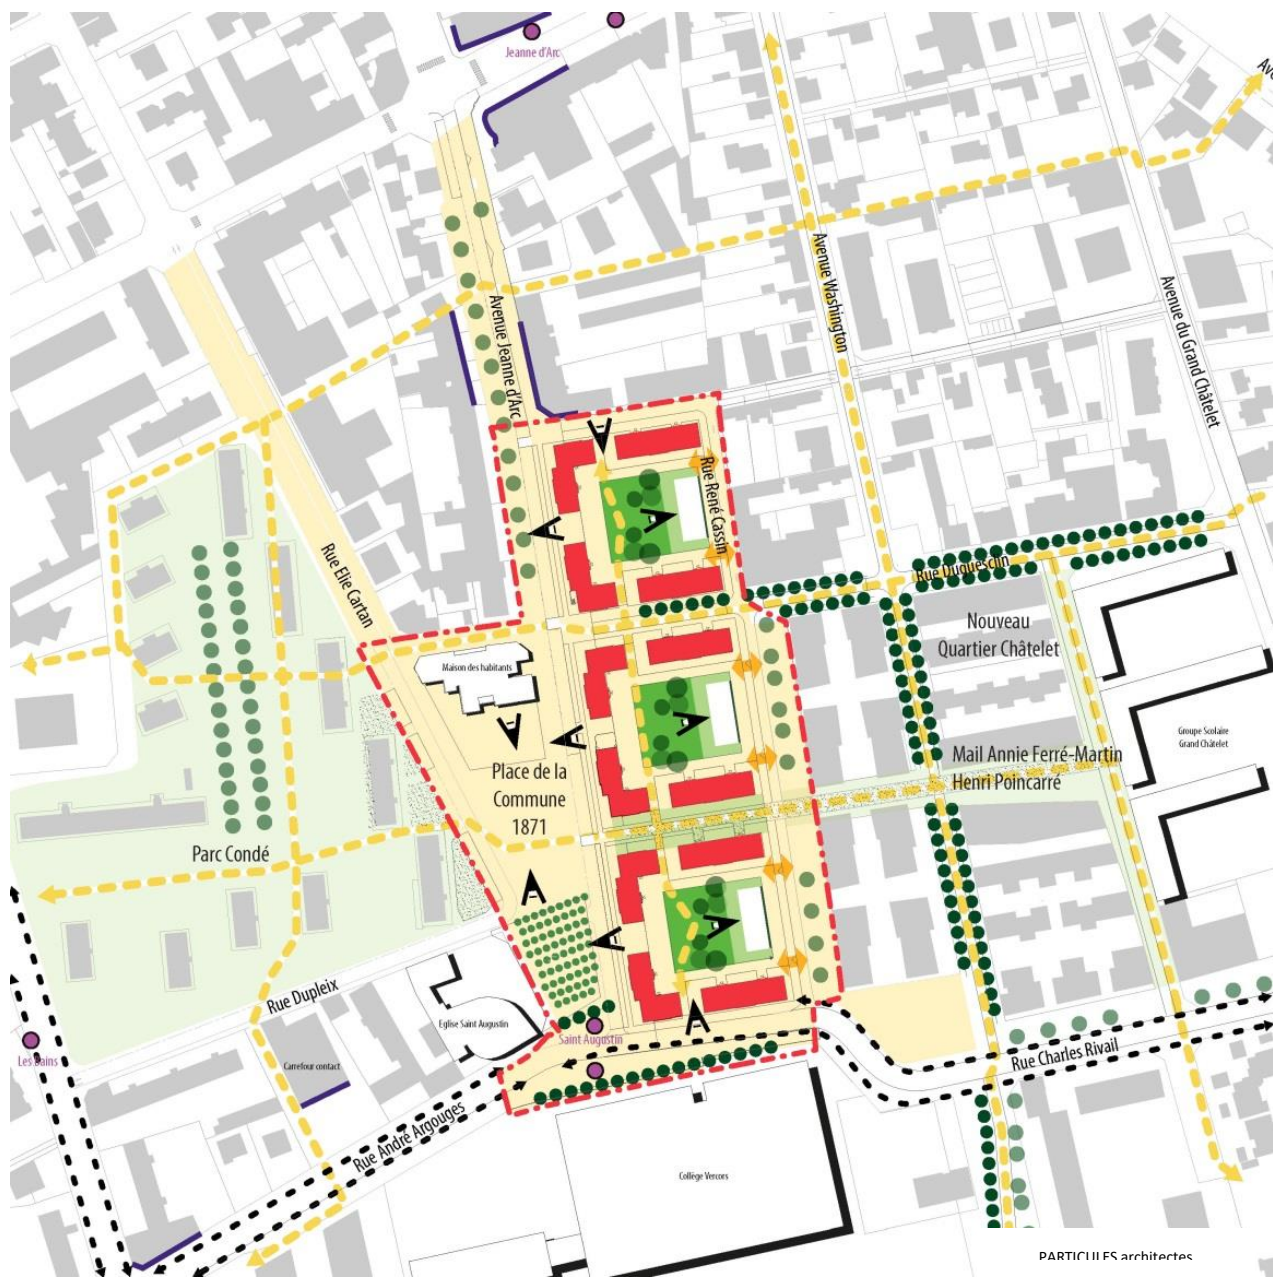 Jeanne d'Arc
Avenue Jeanne d'Arc
Avenue Washington
Avenue du Grand Châtelet
Rue René Cassin
Rue Elie Cartan
Rue Duquesclin
Nouveau
Quartier Châtelet
Maison des habitants
Groupe Scolaire
Grand Châtelet
Mail Annie Ferré-Martin
Henri Poincarré
Place de la
Commune
1871
Parc Condé
Rue Dupleix
Eglise Saint Augustin
Saint Augustin
Les Bains
Carrefour contact
Rue Charles Rivail
Rue André Argouges
Collège Vercors
PARTICULES architectes